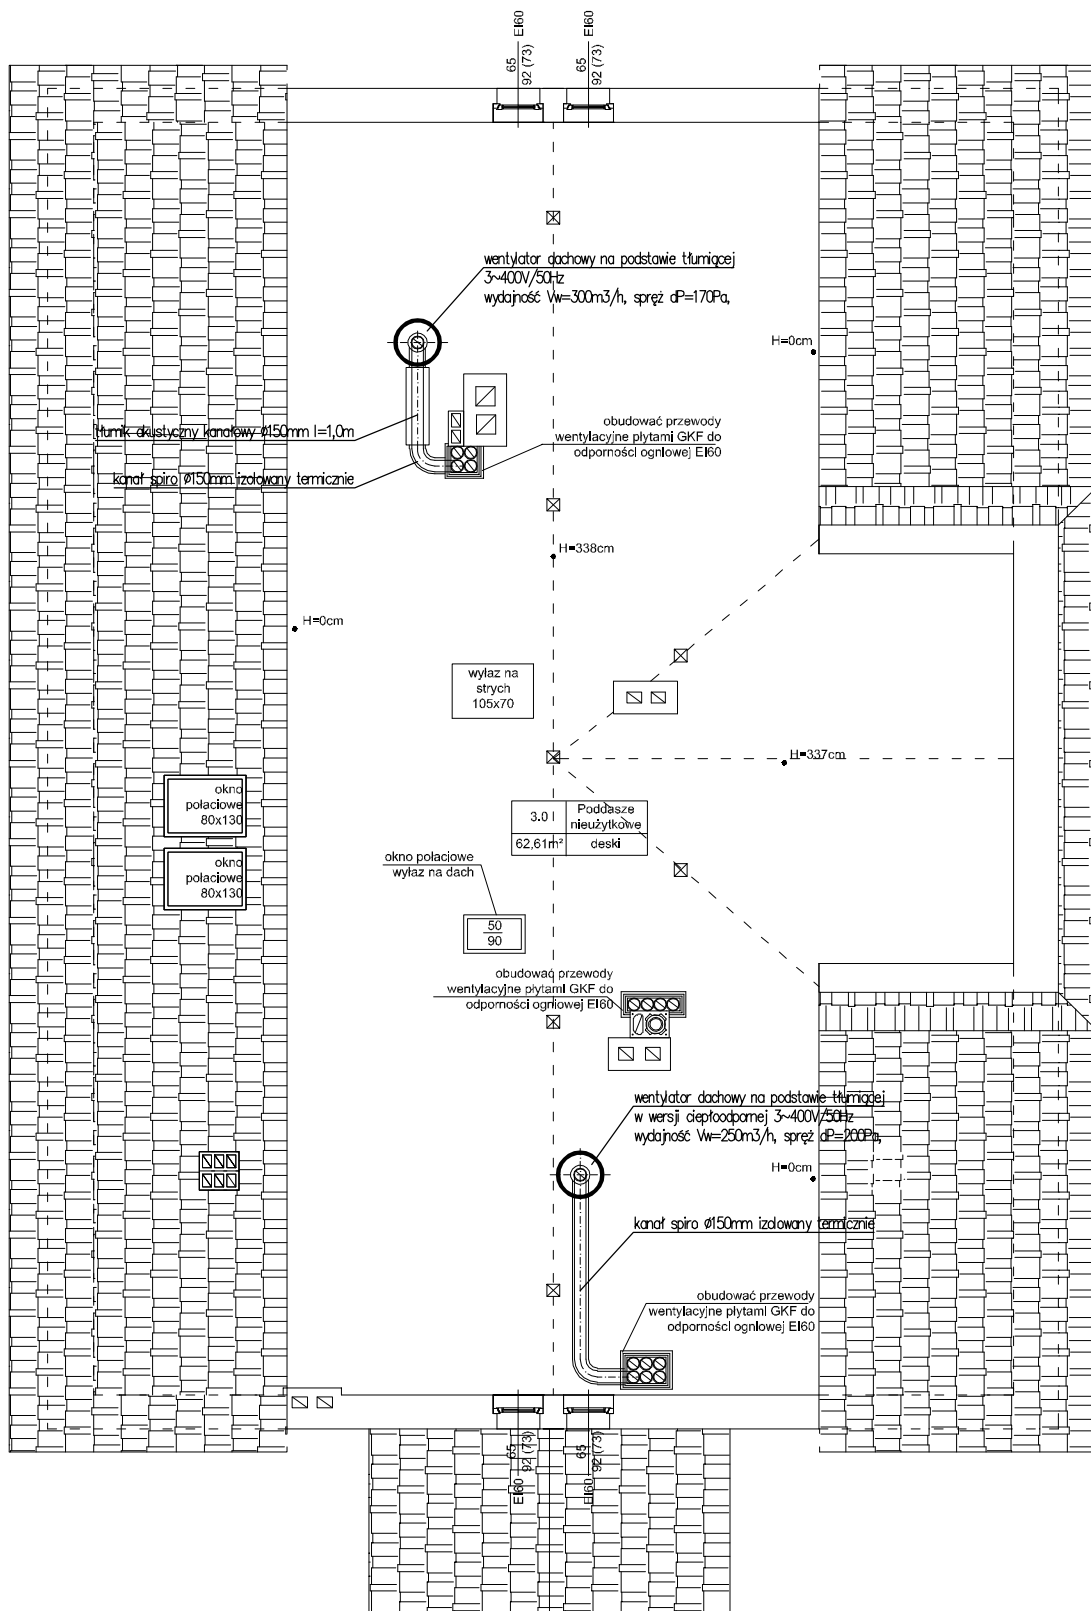 65
92 (73)
EI60
65
92 (73)
EI60
wentylator dachowy na podstawie tłumiącej
3~400V/50Hz
wydajność Vw=300m3/h, spręż dP=170Pa,
H=0cm
tłumik akustyczny kanałowy Ø150mm l=1,0m
kanał spiro Ø150mm izolowany termicznie
obudować przewody
wentylacyjne płytami GKF do
odporności ogniowej EI60
H=338cm
H=0cm
wyłaz na
strych
105x70
H=337cm
okno
połaciowe
80x130
okno
połaciowe
80x130
3.0
Poddasze
nieużytkowe
62,61m²
deski
okno połaciowe
wyłaz na dach
50
90
obudować przewody
wentylacyjne płytami GKF do
odporności ogniowej EI60
wentylator dachowy na podstawie tłumiącej
w wersji ciepłoodpornej 3~400V/50Hz
wydajność Vw=250m3/h, spręż dP=200Pa,
H=0cm
kanał spiro Ø150mm izolowany termicznie
obudować przewody
wentylacyjne płytami GKF do
odporności ogniowej EI60
65
92 (73)
EI60
65
92 (73)
EI60